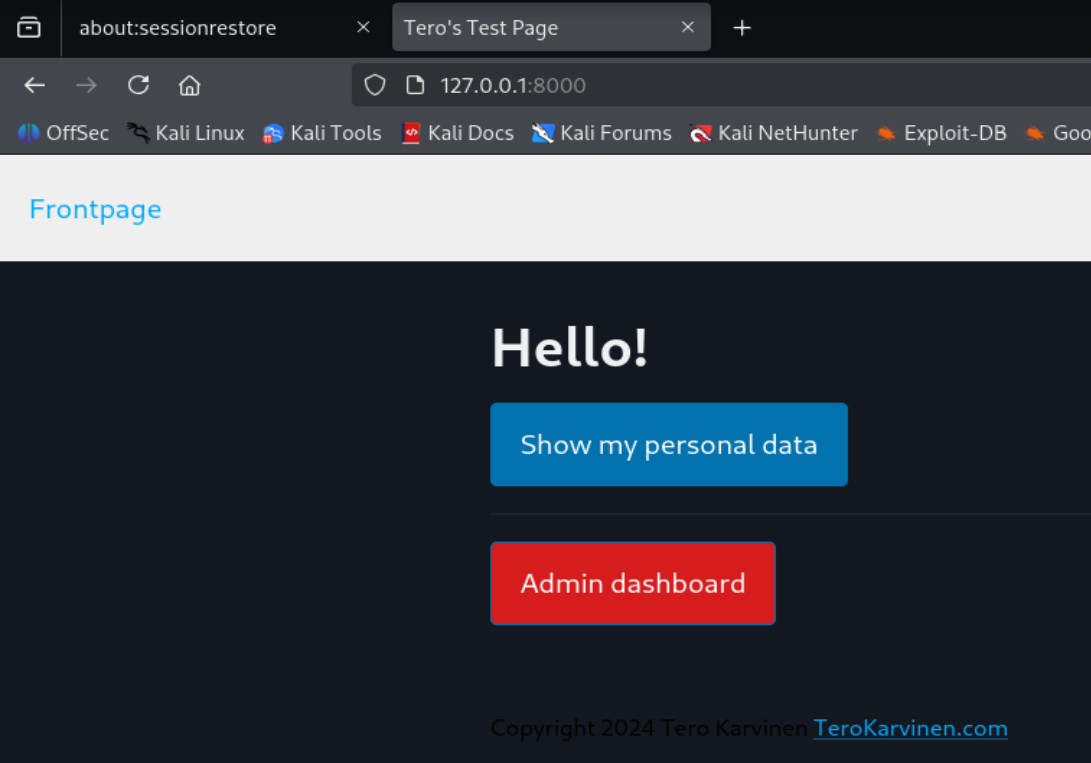 about:sessionrestore Tero's Test Page
127.0.0.1:8000
OffSec Kali Linux Kali Tools Kali Docs Kali Forums Kali NetHunter Exploit-DB Goo
Frontpage
Hello!
Show my personal data
Admin dashboard
Copyright 2024 Tero Karvinen TeroKarvinen.com